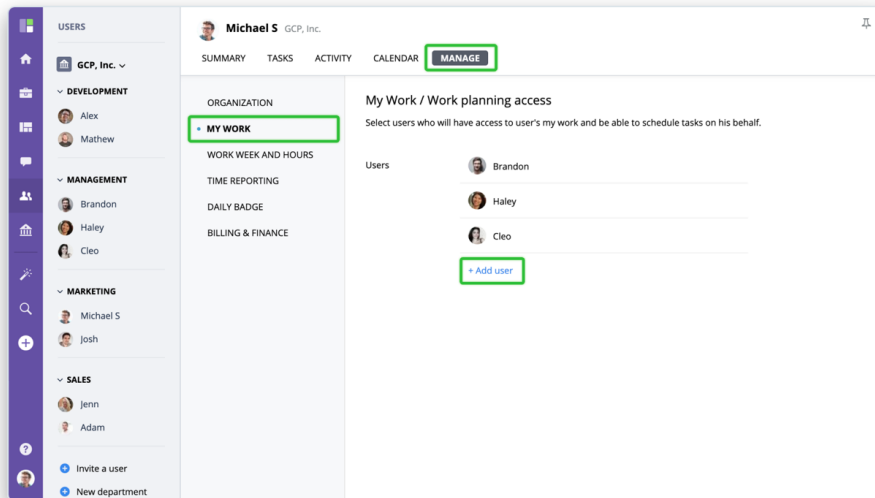 USERS
GCP, Inc.
DEVELOPMENT
Alex
Mathew
MANAGEMENT
Brandon
Haley
Cleo
MARKETING
Michael S
Josh
SALES
Jenn
Adam
Invite a user
New department
Michael S GCP, Inc.
SUMMARY TASKS ACTIVITY CALENDAR MANAGE
ORGANIZATION
MY WORK
WORK WEEK AND HOURS
TIME REPORTING
DAILY BADGE
BILLING & FINANCE
My Work / Work planning access
Select users who will have access to user's my work and be able to schedule tasks on his behalf.
Users
Brandon
Haley
Cleo
+ Add user